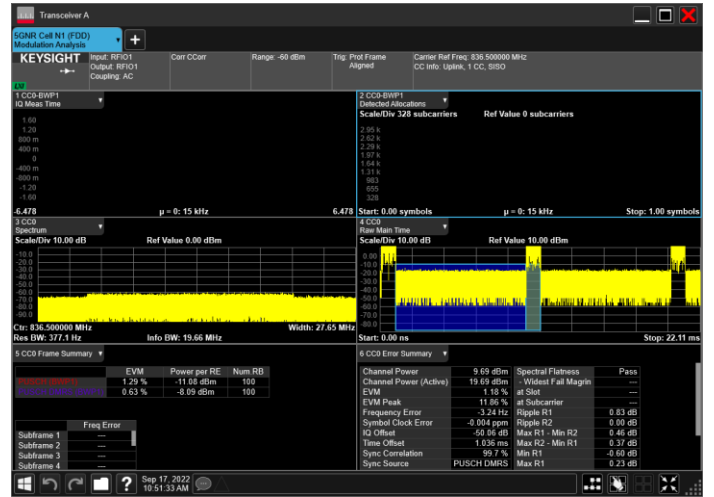 Transceiver A
5GNR Cell N1 (FDD)
Modulation Analysis
KEYSIGHT
Input: RFIO1
Output: RFIO1
Coupling: AC
Corr CCorr
Range: -60 dBm
Trig: Prot Frame
Aligned
Carrier Ref Freq: 836.500000 MHz
CC Info: Uplink, 1 CC, SISO
1 CC0-BWP1
IQ Meas Time
1.60
1.20
800 m
400 m
0
-400 m
-800 m
-1.20
-1.60
-6.478 μ = 0: 15 kHz 6.478
2 CC0-BWP1
Detected Allocations
Scale/Div 328 subcarriers Ref Value 0 subcarriers
2.95 k
2.62 k
2.29 k
1.97 k
1.64 k
1.31 k
983
655
328
Start: 0.00 symbols μ = 0: 15 kHz Stop: 1.00 symbols
3 CC0
Spectrum
Scale/Div 10.00 dB Ref Value 0.00 dBm
-10.0
-20.0
-30.0
-40.0
-50.0
-60.0
-70.0
-80.0
-90.0
Ctr: 836.500000 MHz Width: 27.65 MHz
Res BW: 377.1 Hz Info BW: 19.66 MHz
4 CC0
Raw Main Time
Scale/Div 10.00 dB Ref Value 10.00 dBm
0.00
-10.0
-20.0
-30.0
-40.0
-50.0
-60.0
-70.0
-80.0
Start: 0.00 ns Stop: 22.11 ms
5 CC0 Frame Summary
EVM Power per RE Num.RB
1.29 % -11.08 dBm 100
0.63 % -8.09 dBm 100
Freq Error
Subframe 1 ---
Subframe 2 ---
Subframe 3 ---
Subframe 4 ---
6 CC0 Error Summary
Channel Power 9.69 dBm Spectral Flatness Pass
Channel Power (Active) 19.69 dBm - Widest Fail Magrin ---
EVM 1.18 % at Slot ---
EVM Peak 11.86 % at Subcarrier ---
Frequency Error -3.24 Hz Ripple R1 0.83 dB
Symbol Clock Error -0.004 ppm Ripple R2 0.00 dB
IQ Offset -50.06 dB Max R1 - Min R2 0.46 dB
Time Offset 1.036 ms Max R2 - Min R1 0.37 dB
Sync Correlation 99.7 % Min R1 -0.60 dB
Sync Source PUSCH DMRS Max R1 0.23 dB
Sep 17, 2022
10:51:33 AM